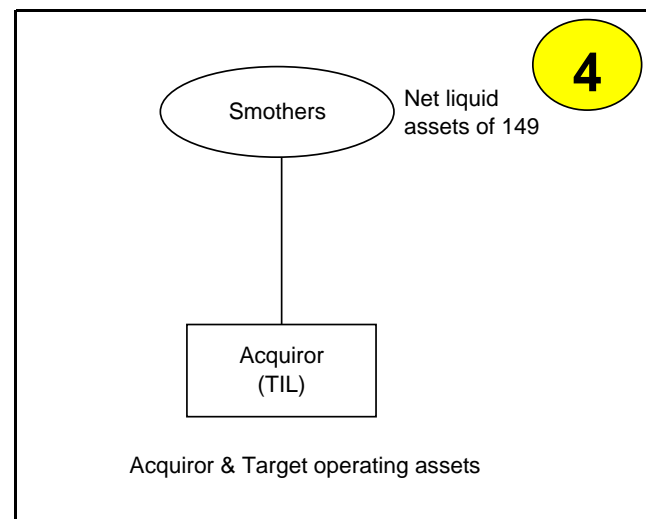 4
Smothers
Net liquid
assets of 149
Acquiror
(TIL)
Acquiror & Target operating assets